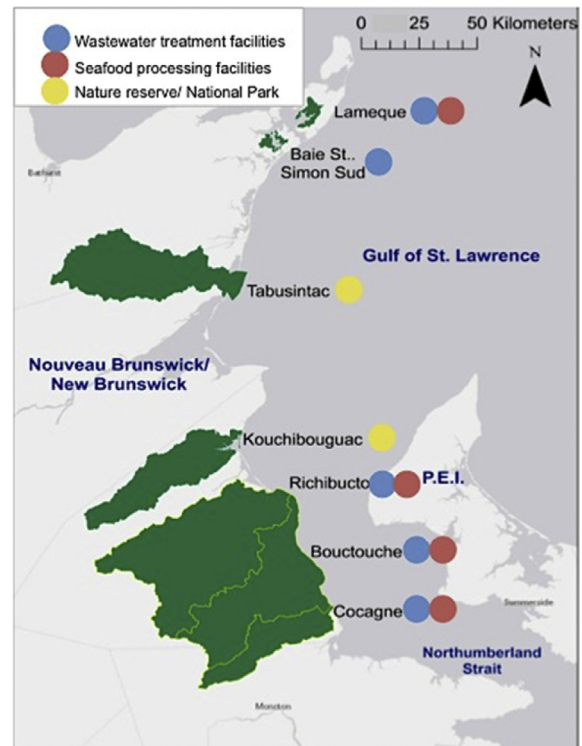 0 25 50 Kilometers
Wastewater treatment facilities
Seafood processing facilities
Nature reserve/ National Park
N
Lameque
Baie St..
Simon Sud
Bathurst
Gulf of St. Lawrence
Tabusintac
Nouveau Brunswick/
New Brunswick
Kouchibouguac
Richibucto
P.E.I.
Bouctouche
Summerside
Cocagne
Northumberland
Strait
Moncton